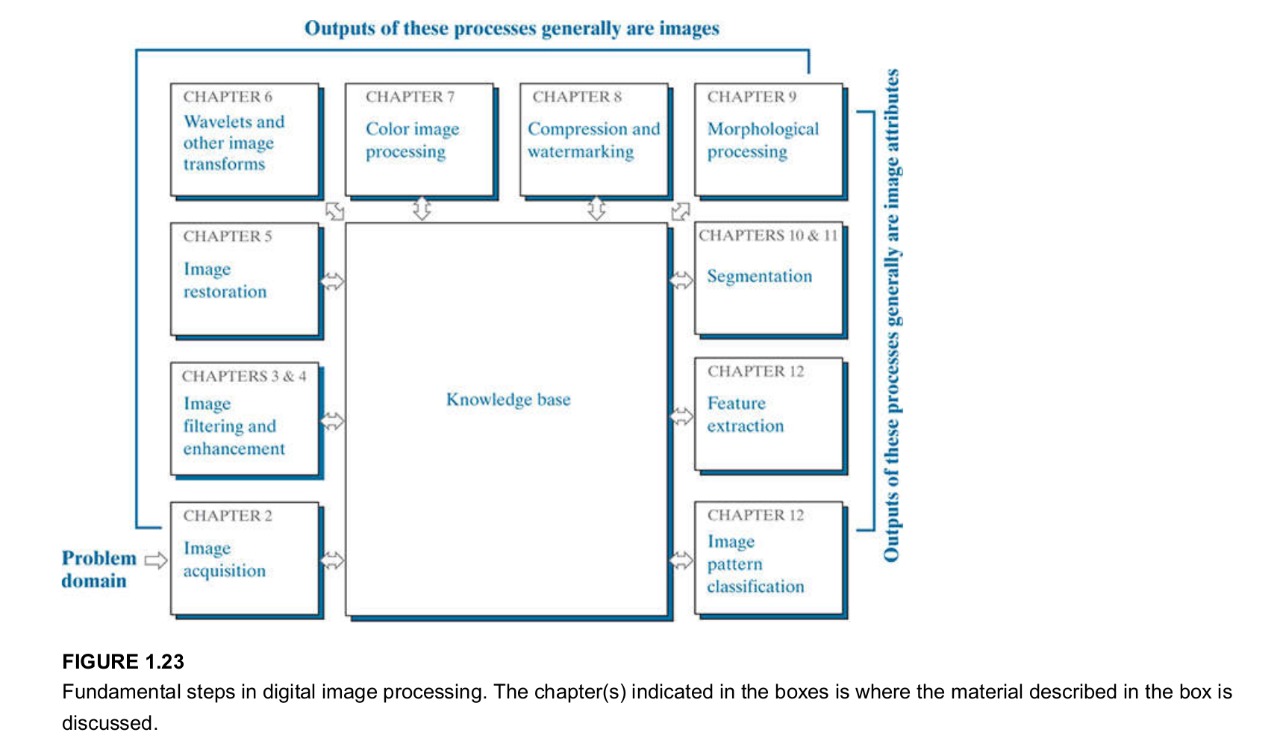 Outputs of these processes generally are images
CHAPTER 6
Wavelets and
other image
transforms
CHAPTER 7
Color image
processing
CHAPTER 8
Compression and
watermarking
CHAPTER 9
Morphological
processing
Outputs of these processes generally are image attributes
CHAPTER 5
Image
restoration
CHAPTERS 10 & 11
Segmentation
CHAPTERS 3 & 4
Image
filtering and
enhancement
Knowledge base
CHAPTER 12
Feature
extraction
Problem
domain
CHAPTER 2
Image
acquisition
CHAPTER 12
Image
pattern
classification
FIGURE 1.23
Fundamental steps in digital image processing. The chapter(s) indicated in the boxes is where the material described in the box is
discussed.